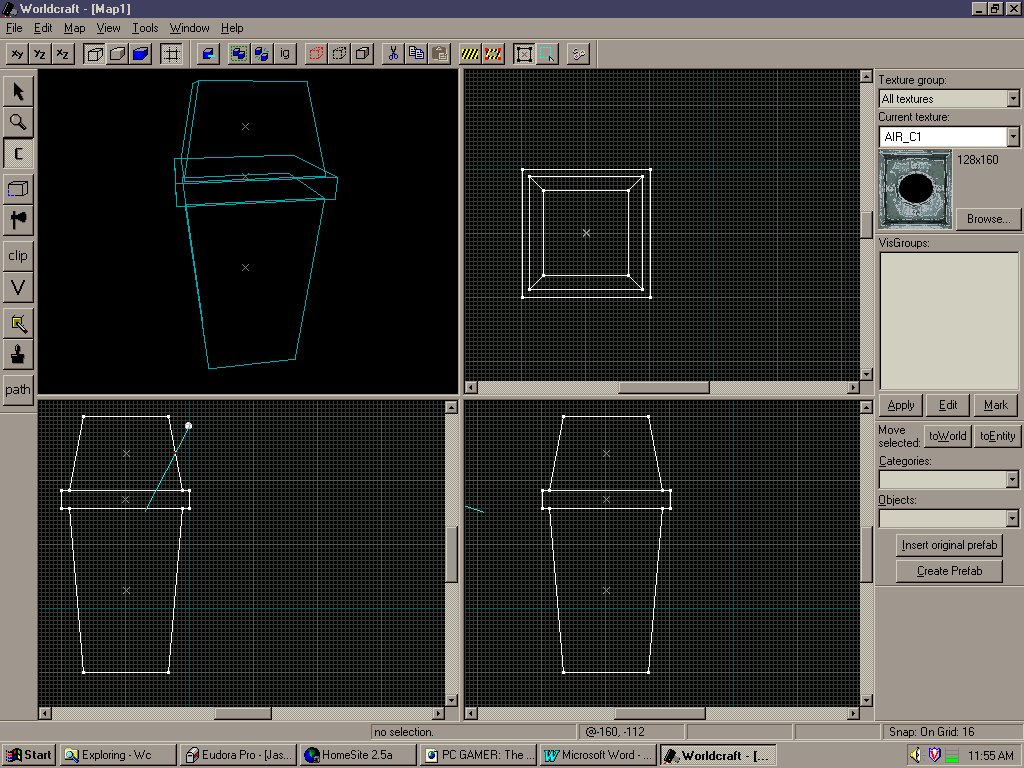 Worldcraft - [Map1]
File Edit Map View Tools Window Help
xy yz xz ig
Texture group:
All textures
Current texture:
AIR_C1
128x160
Browse...
VisGroups:
C
clip
V
path
Apply Edit Mark
Move selected: toWorld toEntity
Categories:
Objects:
Insert original prefab
Create Prefab
no selection. @-160, -112 Snap: On Grid: 16
Start Exploring - Wc Eudora Pro - [Jas... HomeSite 2.5a PC GAMER: The ... Microsoft Word - ... Worldcraft - [... 11:55 AM